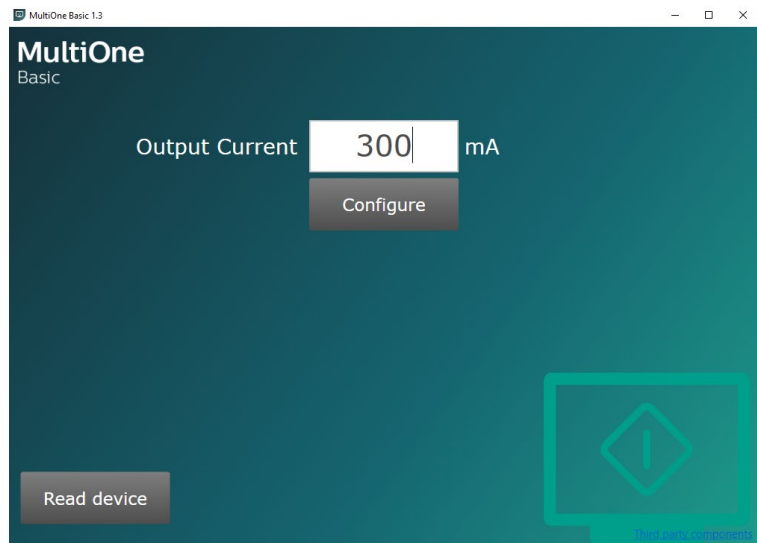 MultiOne Basic 1.3
MultiOne
Basic
Output Current 300 mA
Configure
Read device
Third party components